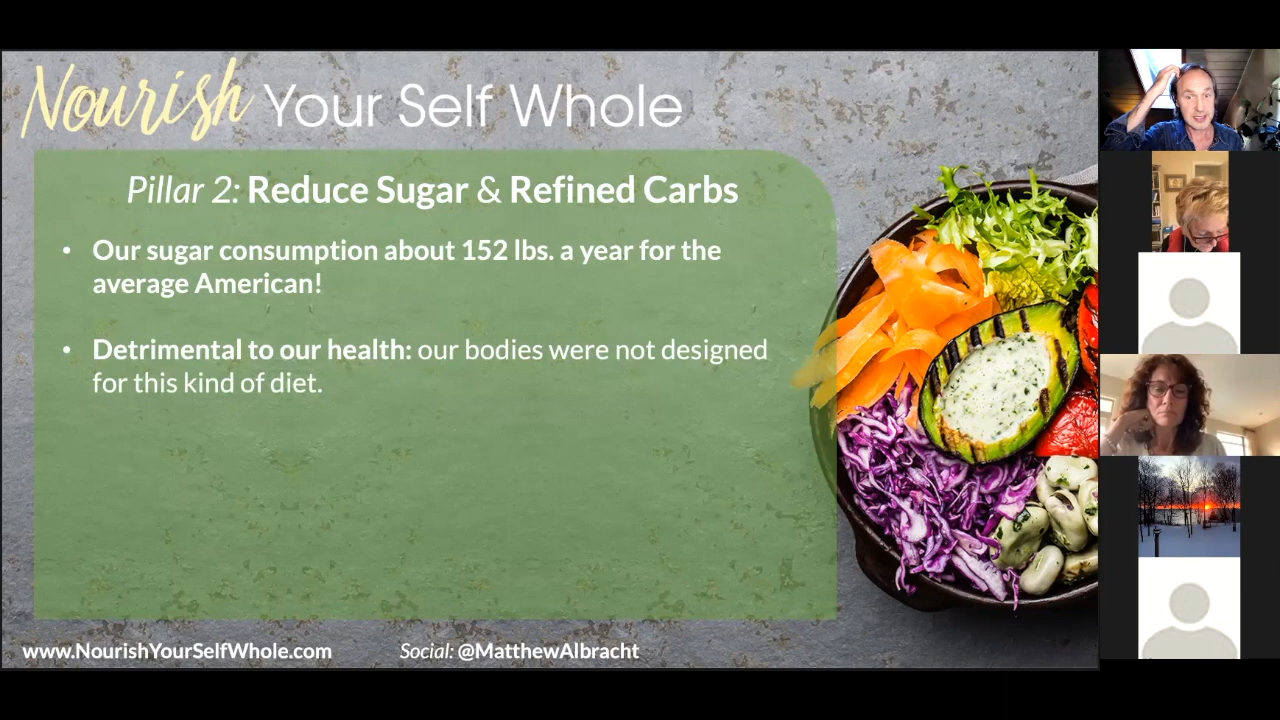 Nourish Your Self Whole
Pillar 2: Reduce Sugar & Refined Carbs
• Our sugar consumption about 152 lbs. a year for the
average American!
• Detrimental to our health: our bodies were not designed
for this kind of diet.
www.NourishYourSelfWhole.com Social: @MatthewAlbracht